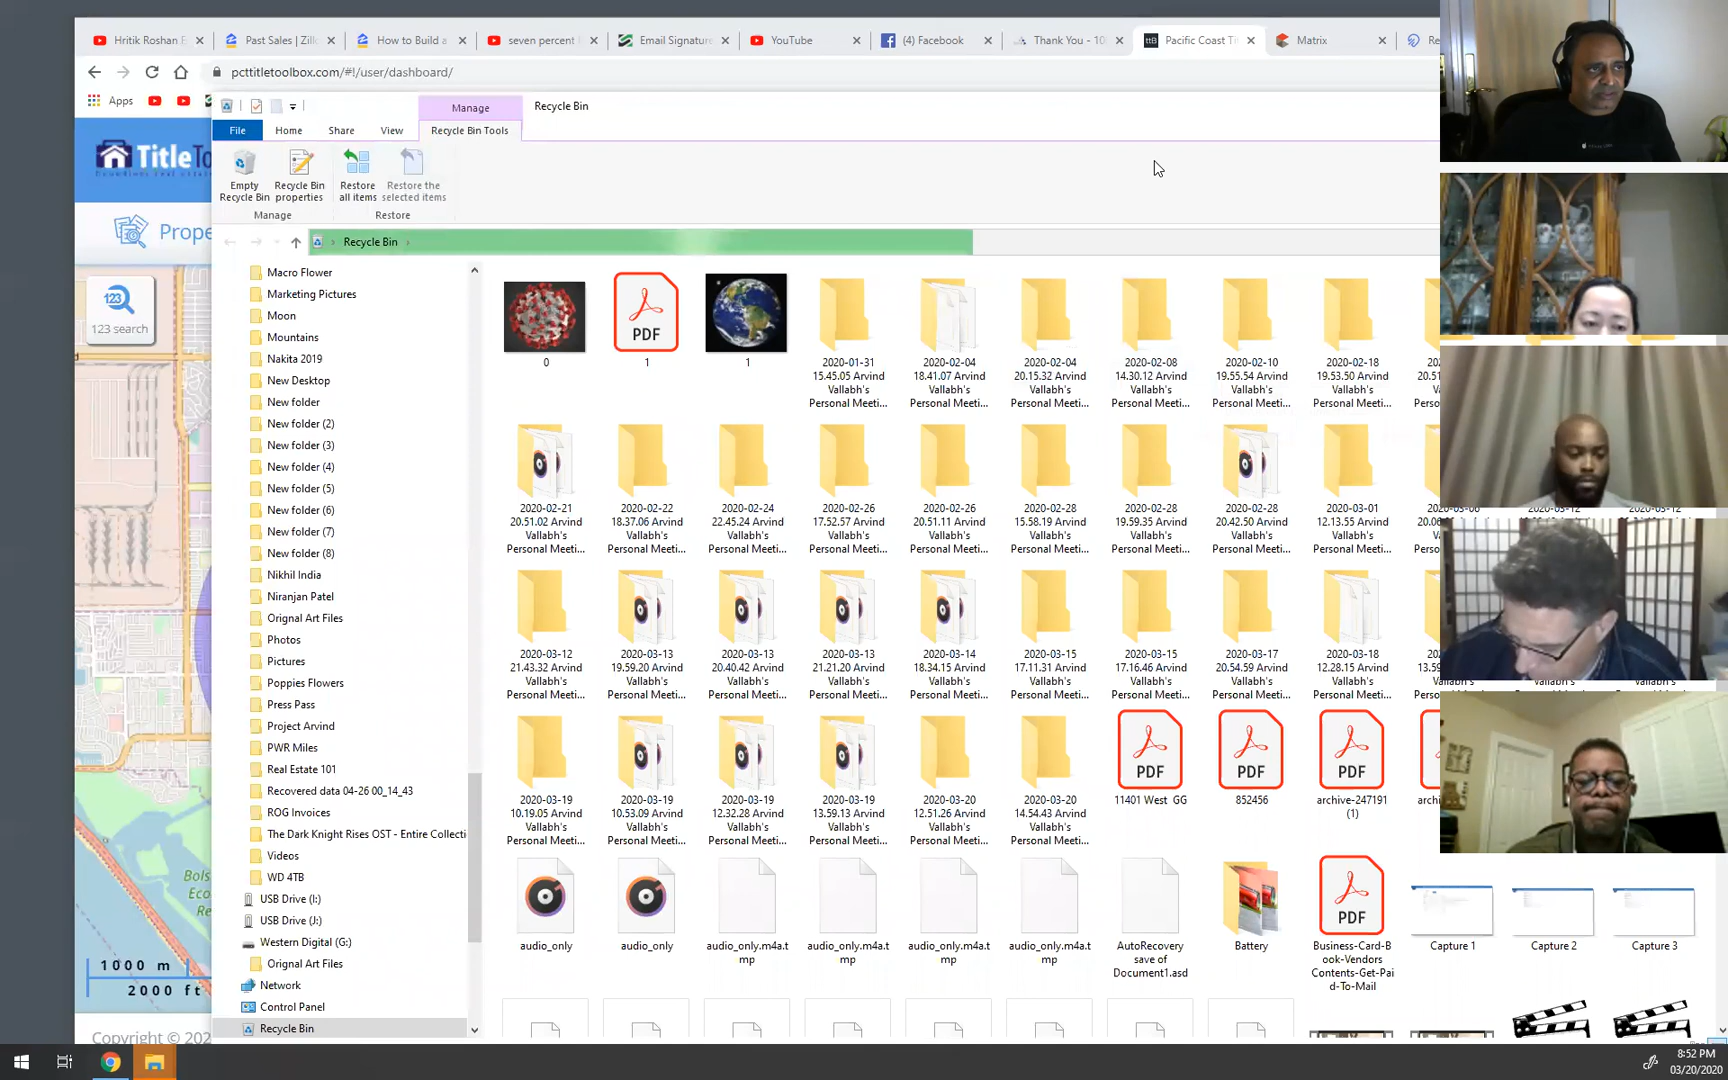 Hritik Roshan E
Past Sales | Zillo
How to Build a
seven percent
Email Signature
YouTube
(4) Facebook
Thank You - 10
Pacific Coast Ti
Matrix
Re
pcttitletoolbox.com/#!/user/dashboard/
Apps
Manage
Recycle Bin
File
Home
Share
View
Recycle Bin Tools
TitleTo
Empty Recycle Bin
Recycle Bin properties
Restore all items
Restore the selected items
Manage
Restore
Prope
Recycle Bin
123
123 search
Macro Flower
Marketing Pictures
Moon
Mountains
Nakita 2019
New Desktop
New folder
New folder (2)
New folder (3)
New folder (4)
New folder (5)
New folder (6)
New folder (7)
New folder (8)
Nikhil India
Niranjan Patel
Orignal Art Files
Photos
Pictures
Poppies Flowers
Press Pass
Project Arvind
PWR Miles
Real Estate 101
Recovered data 04-26 00_14_43
ROG Invoices
The Dark Knight Rises OST - Entire Collecti
Videos
WD 4TB
USB Drive (I:)
USB Drive (J:)
Western Digital (G:)
Orignal Art Files
Network
Control Panel
Recycle Bin
PDF
0
1
1
2020-01-31 15.45.05 Arvind Vallabh's Personal Meeti...
2020-02-04 18.41.07 Arvind Vallabh's Personal Meeti...
2020-02-04 20.15.32 Arvind Vallabh's Personal Meeti...
2020-02-08 14.30.12 Arvind Vallabh's Personal Meeti...
2020-02-10 19.55.54 Arvind Vallabh's Personal Meeti...
2020-02-18 19.53.50 Arvind Vallabh's Personal Meeti...
2020-02-21 20.51.02 Arvind Vallabh's Personal Meeti...
2020-02-22 18.37.06 Arvind Vallabh's Personal Meeti...
2020-02-24 22.45.24 Arvind Vallabh's Personal Meeti...
2020-02-26 17.52.57 Arvind Vallabh's Personal Meeti...
2020-02-26 20.51.11 Arvind Vallabh's Personal Meeti...
2020-02-28 15.58.19 Arvind Vallabh's Personal Meeti...
2020-02-28 19.59.35 Arvind Vallabh's Personal Meeti...
2020-02-28 20.42.50 Arvind Vallabh's Personal Meeti...
2020-03-01 12.13.55 Arvind Vallabh's Personal Meeti...
2020-03-12 21.43.32 Arvind Vallabh's Personal Meeti...
2020-03-13 19.59.20 Arvind Vallabh's Personal Meeti...
2020-03-13 20.40.42 Arvind Vallabh's Personal Meeti...
2020-03-13 21.21.20 Arvind Vallabh's Personal Meeti...
2020-03-14 18.34.15 Arvind Vallabh's Personal Meeti...
2020-03-15 17.11.31 Arvind Vallabh's Personal Meeti...
2020-03-15 17.16.46 Arvind Vallabh's Personal Meeti...
2020-03-17 20.54.59 Arvind Vallabh's Personal Meeti...
2020-03-18 12.28.15 Arvind Vallabh's Personal Meeti...
2020-03-19 10.19.05 Arvind Vallabh's Personal Meeti...
2020-03-19 10.53.09 Arvind Vallabh's Personal Meeti...
2020-03-19 12.32.28 Arvind Vallabh's Personal Meeti...
2020-03-19 13.59.13 Arvind Vallabh's Personal Meeti...
2020-03-20 12.51.26 Arvind Vallabh's Personal Meeti...
2020-03-20 14.54.43 Arvind Vallabh's Personal Meeti...
PDF
PDF
PDF
11401 West GG
852456
archive-247191 (1)
archi
audio_only
audio_only
audio_only.m4a.tmp
audio_only.m4a.tmp
audio_only.m4a.tmp
audio_only.m4a.tmp
AutoRecovery save of Document1.asd
Battery
PDF
Business-Card-Book-Vendors Contents-Get-Paid-To-Mail
Capture 1
Capture 2
Capture 3
Bols
Eco
Re
1000 m
2000 ft
Copyright © 202
8:52 PM
03/20/2020